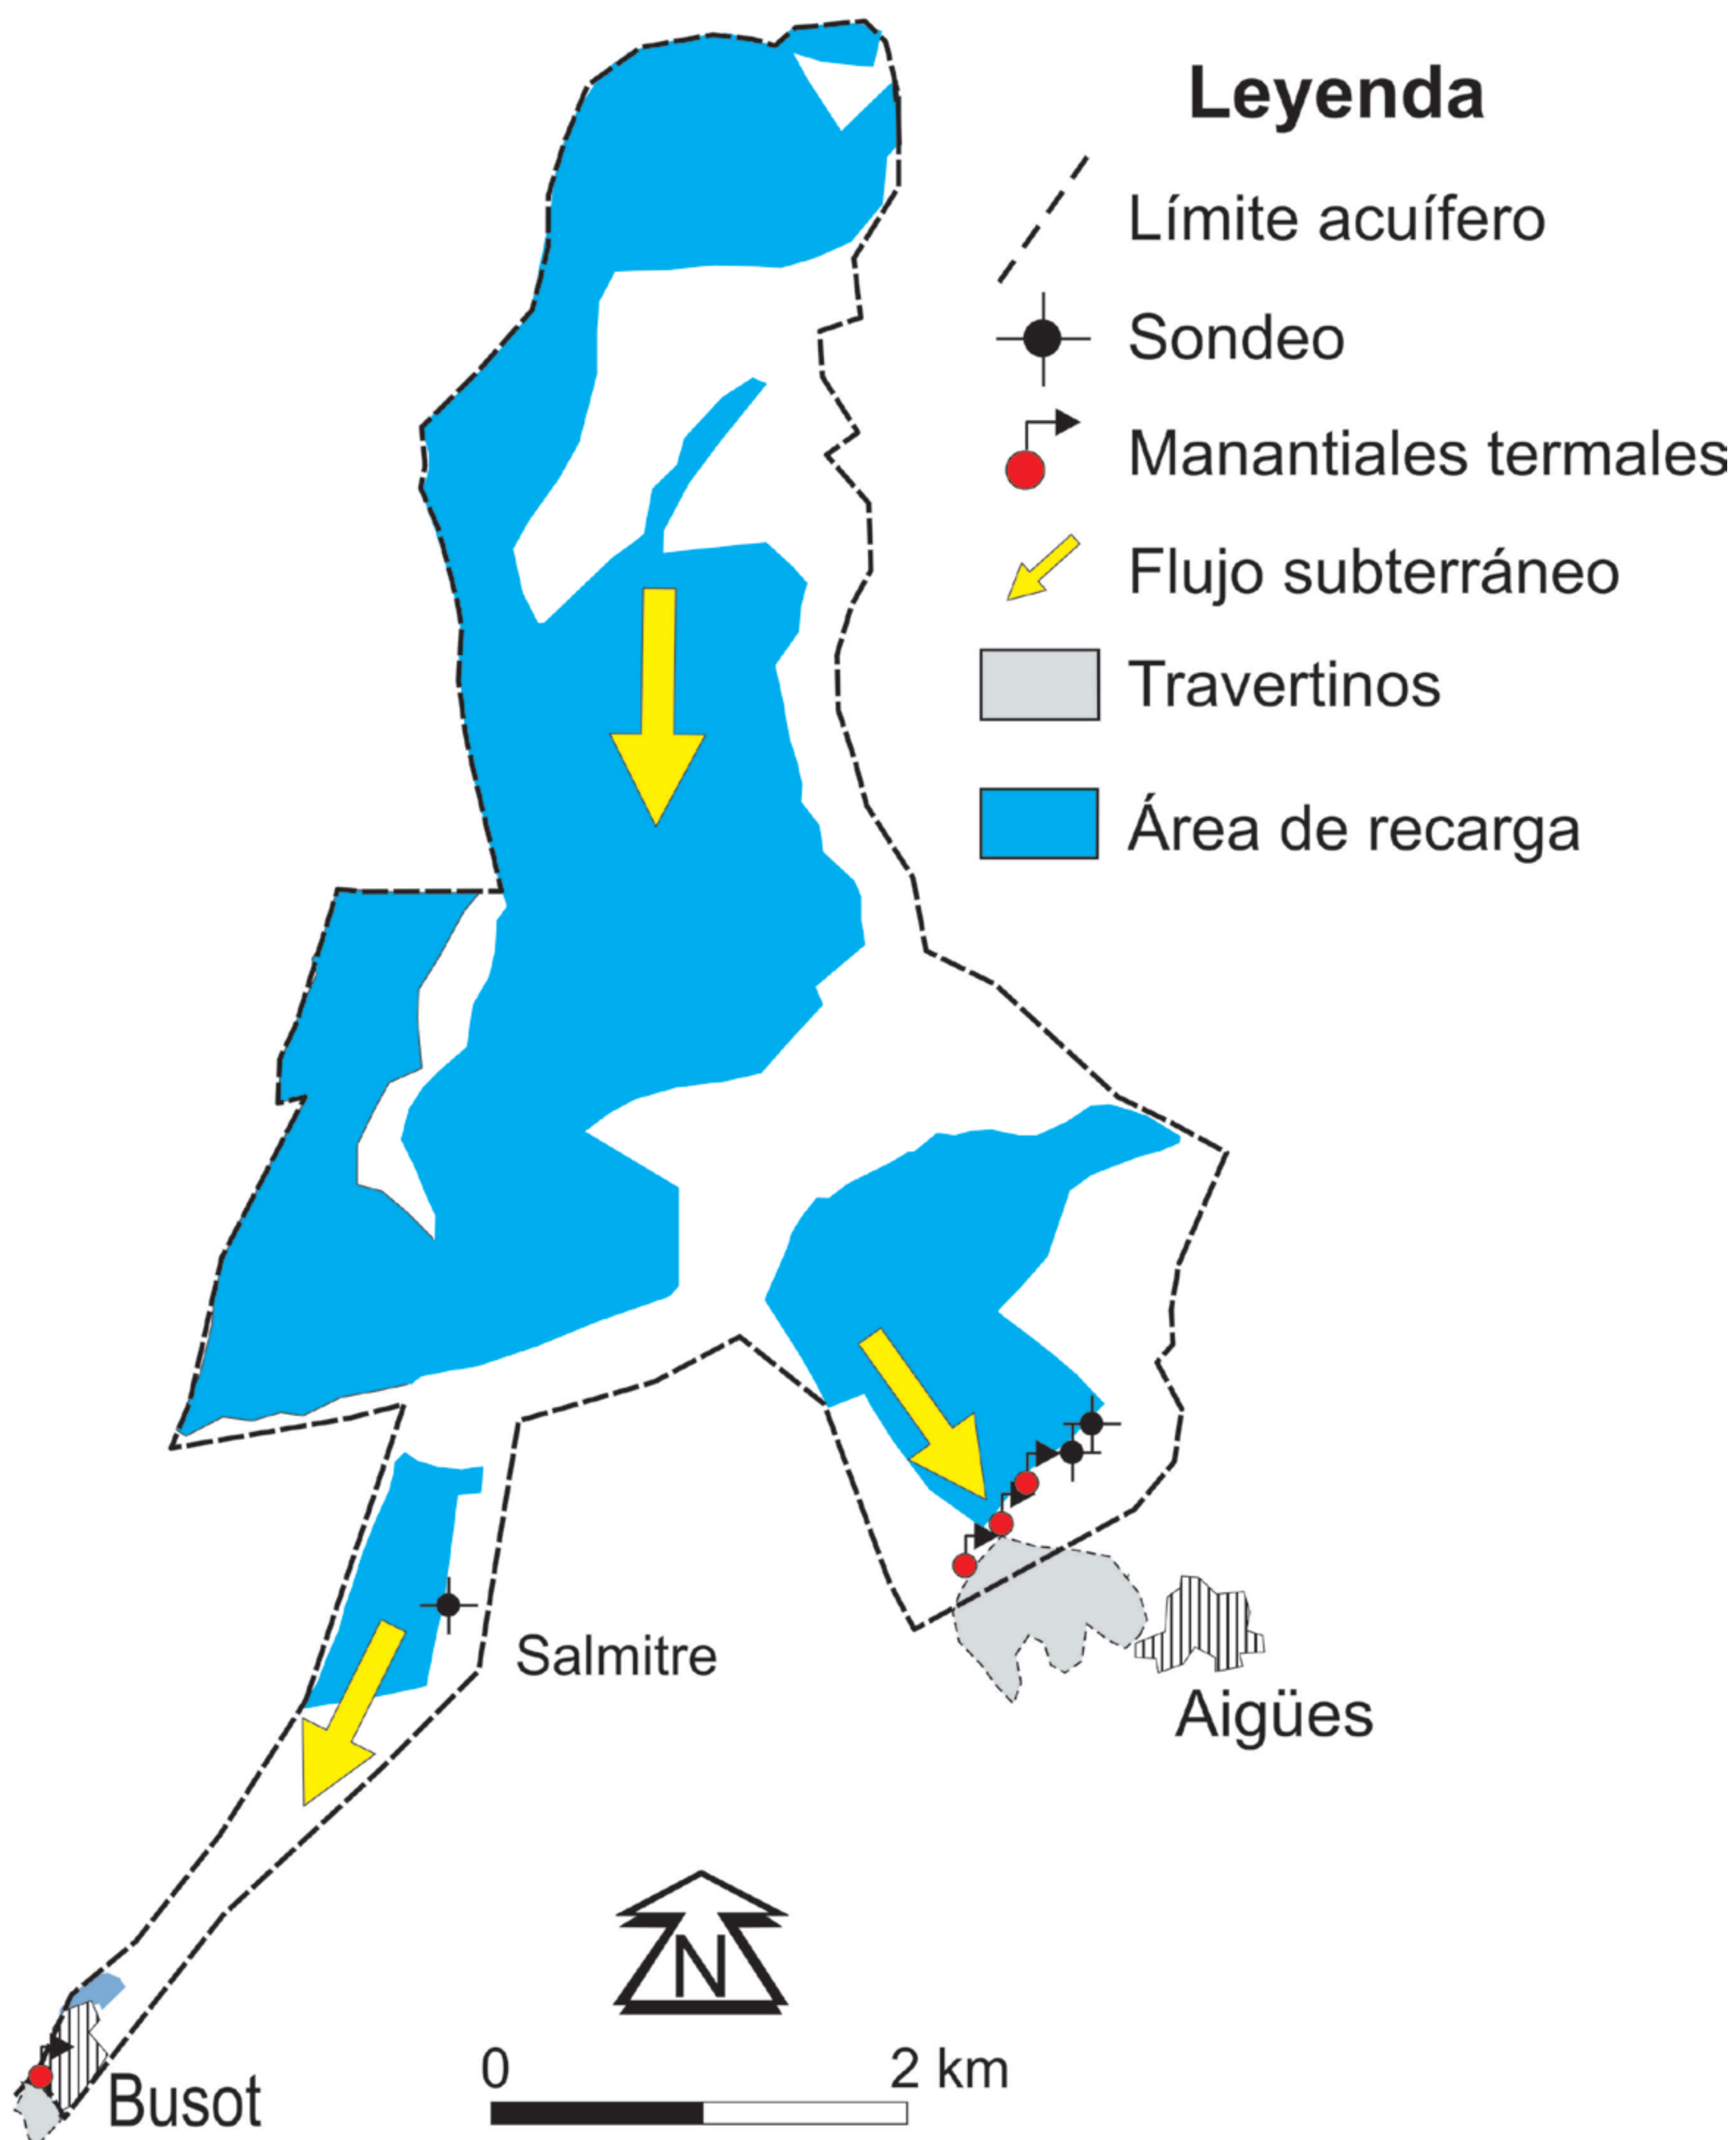 Leyenda
Límite acuífero
Sondeo
Manantiales termales
Flujo subterráneo
Travertinos
Área de recarga
Salmitre
Aigües
N
0 2 km
Busot